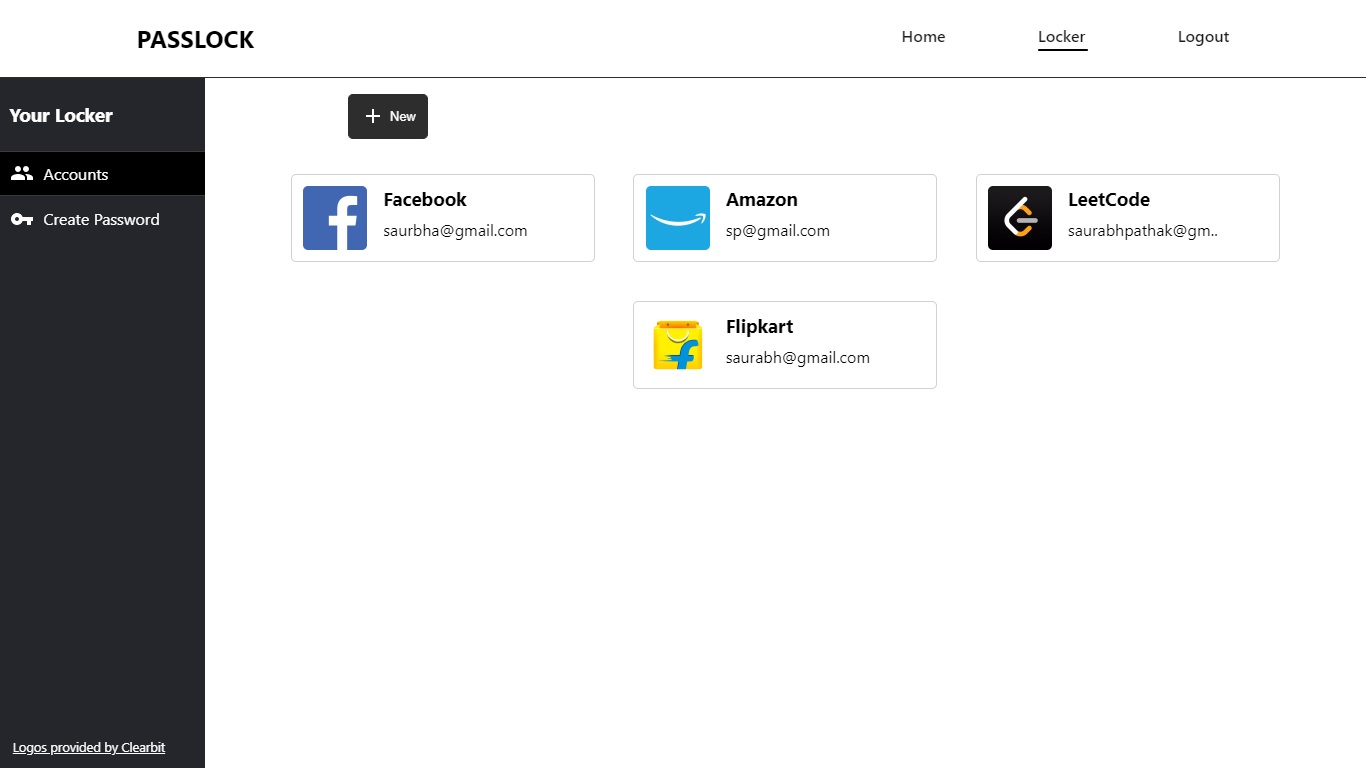 PASSLOCK
Home
Locker
Logout
Your Locker
Accounts
Create Password
New
Facebook
saurbha@gmail.com
Amazon
sp@gmail.com
LeetCode
saurabhpathak@gm..
Flipkart
saurabh@gmail.com
Logos provided by Clearbit